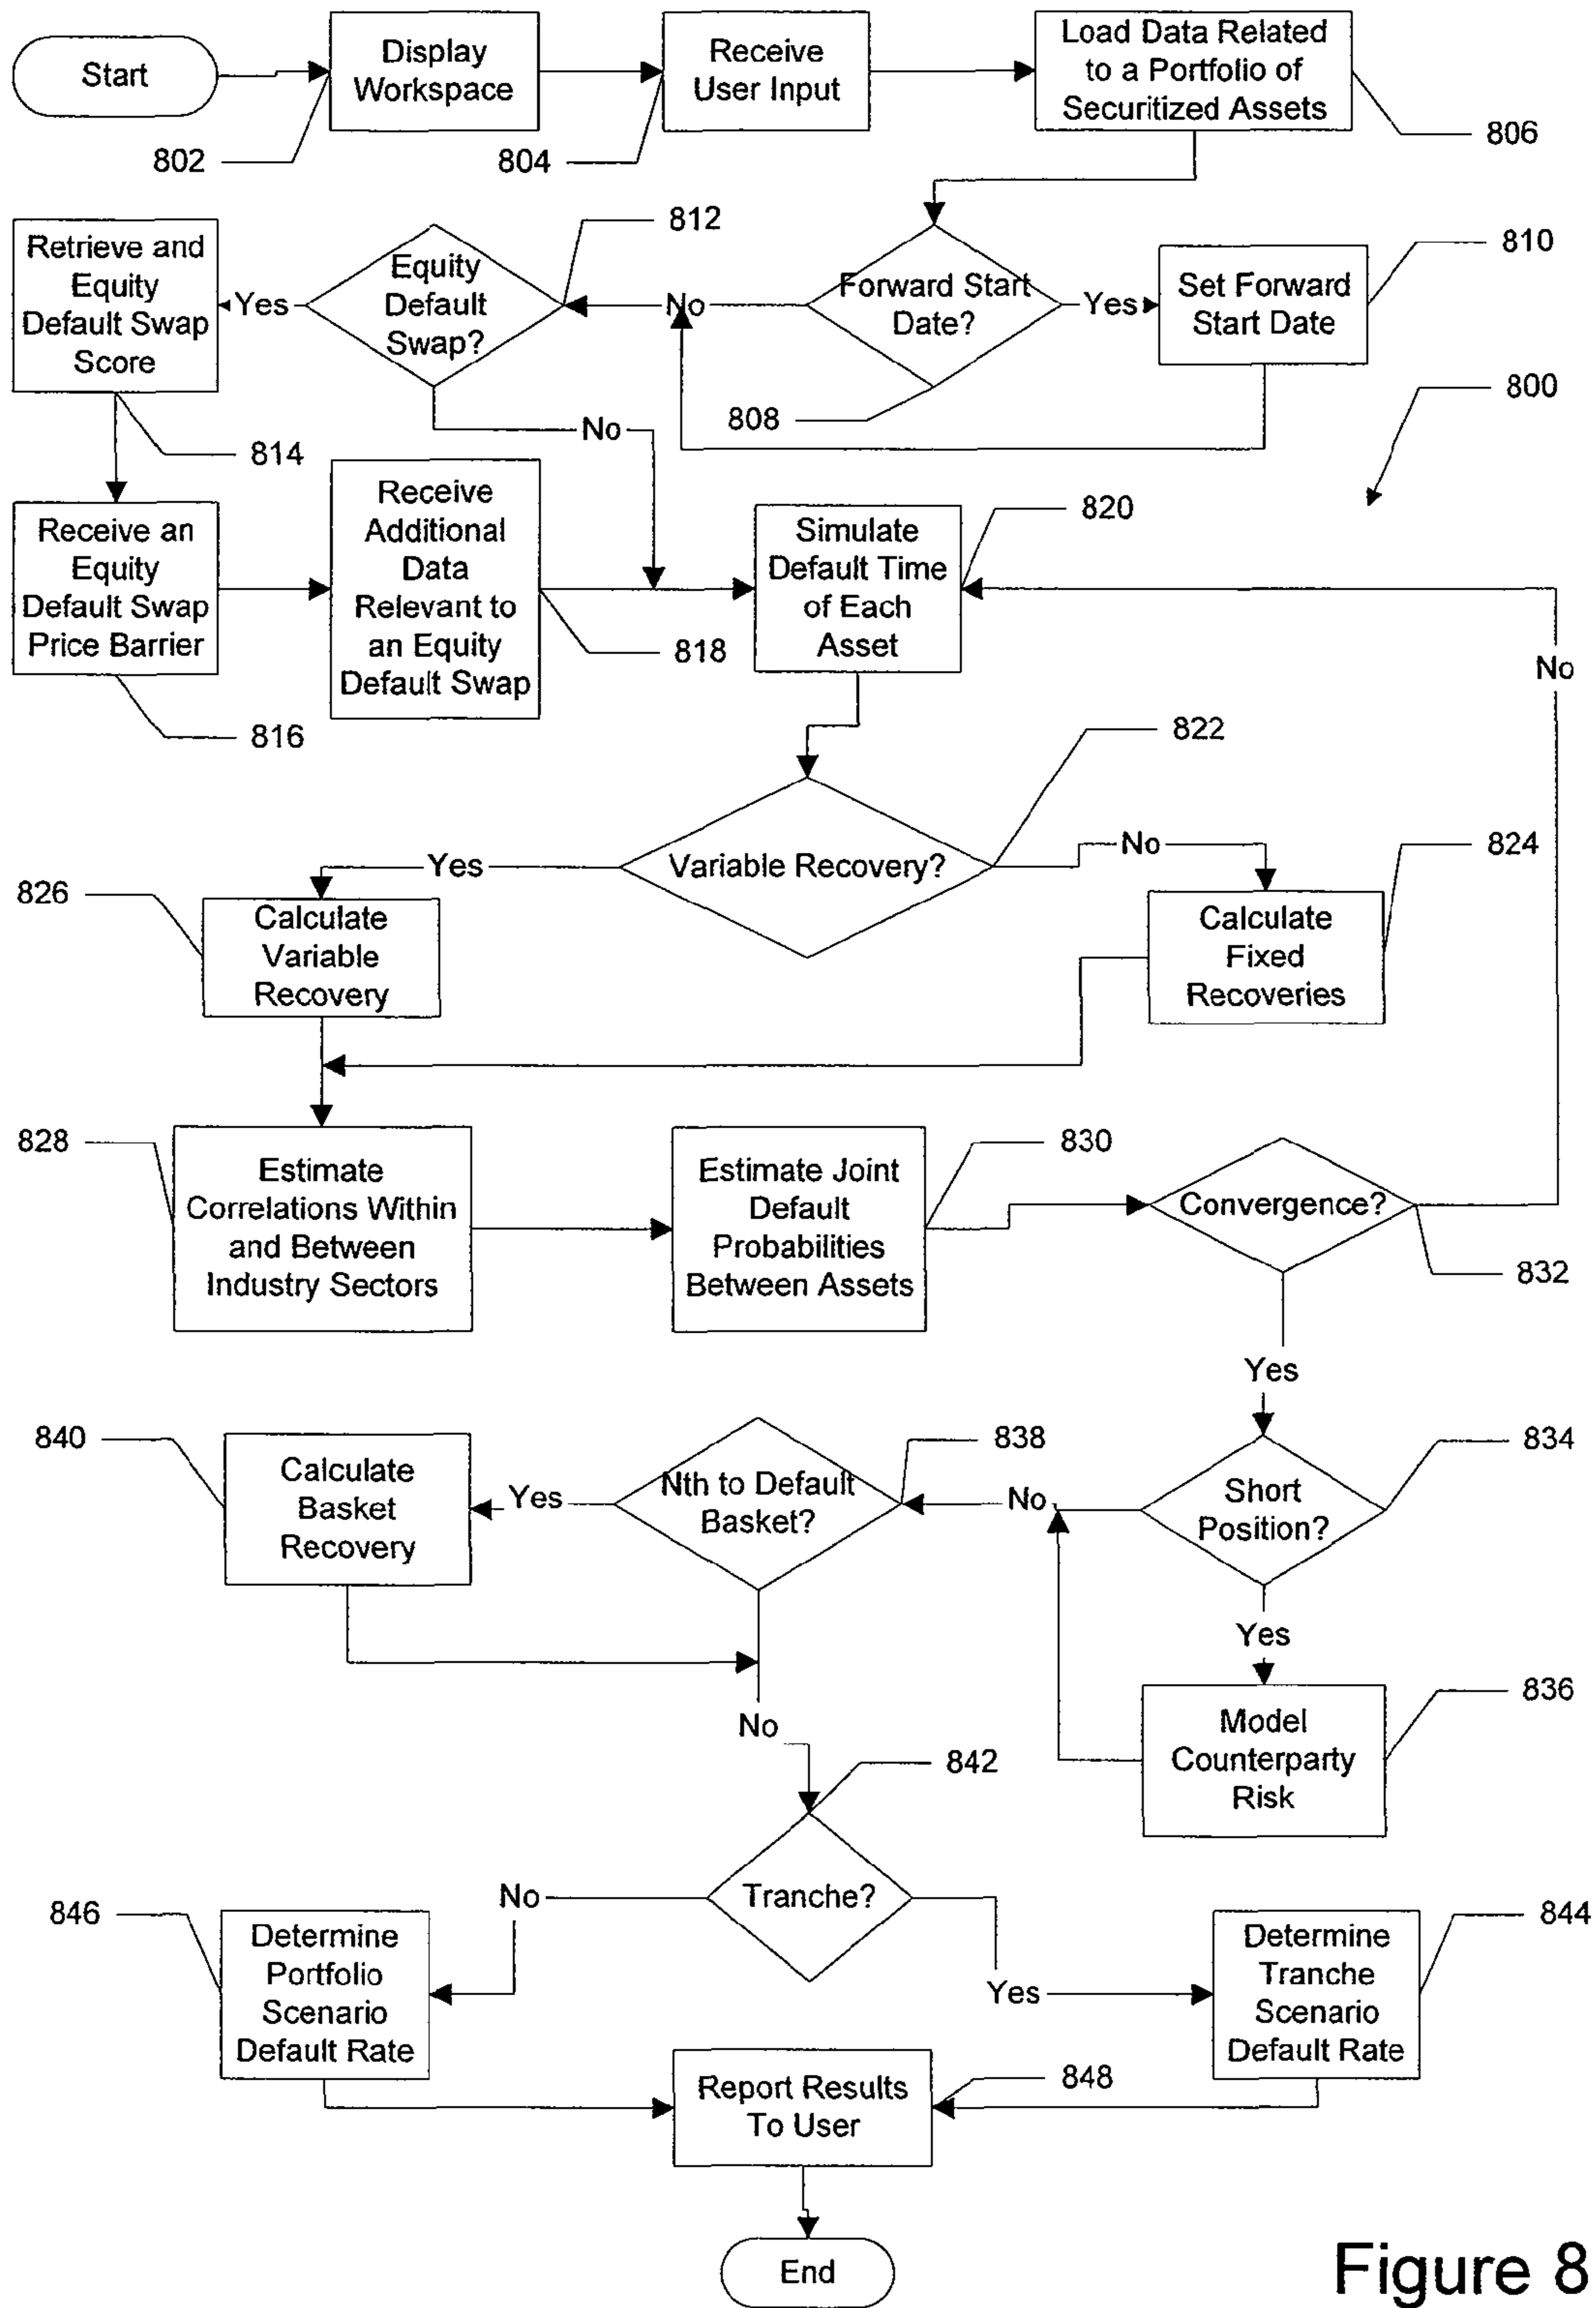 Start
Display
Workspace
Receive
User Input
Load Data Related
to a Portfolio of
Securitized Assets
802
804
806
Retrieve and
Equity
Default Swap
Score
Yes
Equity
Default
Swap?
812
No
Forward Start
Date?
Yes
Set Forward
Start Date
810
808
800
No
814
Receive an
Equity
Default Swap
Price Barrier
Receive
Additional
Data
Relevant to
an Equity
Default Swap
Simulate
Default Time
of Each
Asset
820
818
816
No
822
Variable Recovery?
Yes
No
824
826
Calculate
Variable
Recovery
Calculate
Fixed
Recoveries
828
Estimate
Correlations Within
and Between
Industry Sectors
Estimate Joint
Default
Probabilities
Between Assets
830
Convergence?
832
Yes
840
Calculate
Basket
Recovery
Yes
Nth to Default
Basket?
838
No
Short
Position?
834
Yes
836
Model
Counterparty
Risk
No
842
Tranche?
No
Yes
846
Determine
Portfolio
Scenario
Default Rate
Determine
Tranche
Scenario
Default Rate
844
Report Results
To User
848
End
Figure 8